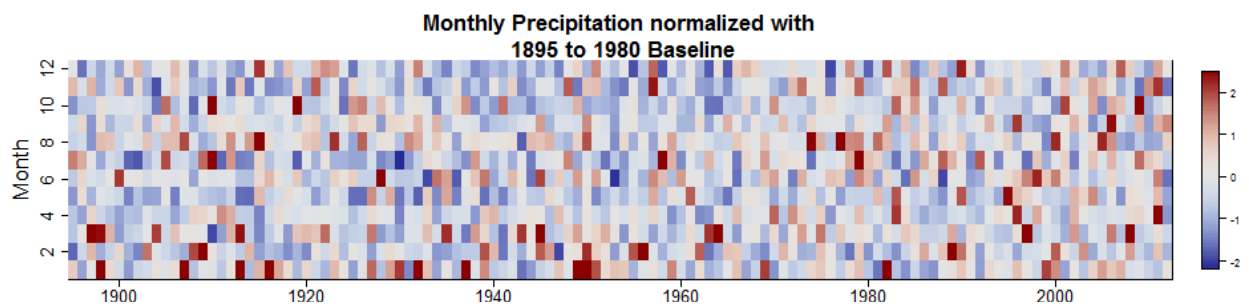 Monthly Precipitation normalized with
1895 to 1980 Baseline
12
10
8
6
4
2
Month
2
1
0
-1
-2
1900 1920 1940 1960 1980 2000